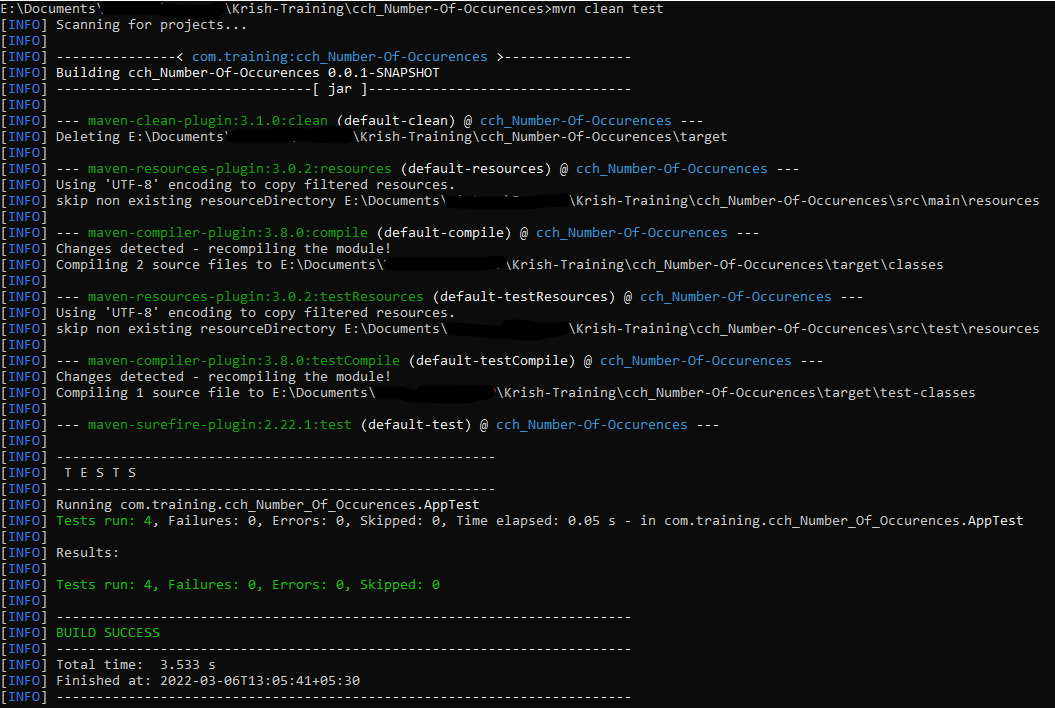 E:\Documents\ \Krish-Training\cch_Number-Of-Occurences>mvn clean test
[INFO] Scanning for projects...
[INFO]
[INFO] ---------------< com.training:cch_Number-Of-Occurences >----------------
[INFO] Building cch_Number-Of-Occurences 0.0.1-SNAPSHOT
[INFO] --------------------------------[ jar ]---------------------------------
[INFO]
[INFO] --- maven-clean-plugin:3.1.0:clean (default-clean) @ cch_Number-Of-Occurences ---
[INFO] Deleting E:\Documents\ \Krish-Training\cch_Number-Of-Occurences\target
[INFO]
[INFO] --- maven-resources-plugin:3.0.2:resources (default-resources) @ cch_Number-Of-Occurences ---
[INFO] Using 'UTF-8' encoding to copy filtered resources.
[INFO] skip non existing resourceDirectory E:\Documents\ \Krish-Training\cch_Number-Of-Occurences\src\main\resources
[INFO]
[INFO] --- maven-compiler-plugin:3.8.0:compile (default-compile) @ cch_Number-Of-Occurences ---
[INFO] Changes detected - recompiling the module!
[INFO] Compiling 2 source files to E:\Documents\ \Krish-Training\cch_Number-Of-Occurences\target\classes
[INFO]
[INFO] --- maven-resources-plugin:3.0.2:testResources (default-testResources) @ cch_Number-Of-Occurences ---
[INFO] Using 'UTF-8' encoding to copy filtered resources.
[INFO] skip non existing resourceDirectory E:\Documents\ \Krish-Training\cch_Number-Of-Occurences\src\test\resources
[INFO]
[INFO] --- maven-compiler-plugin:3.8.0:testCompile (default-testCompile) @ cch_Number-Of-Occurences ---
[INFO] Changes detected - recompiling the module!
[INFO] Compiling 1 source file to E:\Documents\ \Krish-Training\cch_Number-Of-Occurences\target\test-classes
[INFO]
[INFO] --- maven-surefire-plugin:2.22.1:test (default-test) @ cch_Number-Of-Occurences ---
[INFO]
[INFO] -------------------------------------------------------
[INFO]  T E S T S
[INFO] -------------------------------------------------------
[INFO] Running com.training.cch_Number_Of_Occurences.AppTest
[INFO] Tests run: 4, Failures: 0, Errors: 0, Skipped: 0, Time elapsed: 0.05 s - in com.training.cch_Number_Of_Occurences.AppTest
[INFO]
[INFO] Results:
[INFO]
[INFO] Tests run: 4, Failures: 0, Errors: 0, Skipped: 0
[INFO]
[INFO] ------------------------------------------------------------------------
[INFO] BUILD SUCCESS
[INFO] ------------------------------------------------------------------------
[INFO] Total time:  3.533 s
[INFO] Finished at: 2022-03-06T13:05:41+05:30
[INFO] ------------------------------------------------------------------------